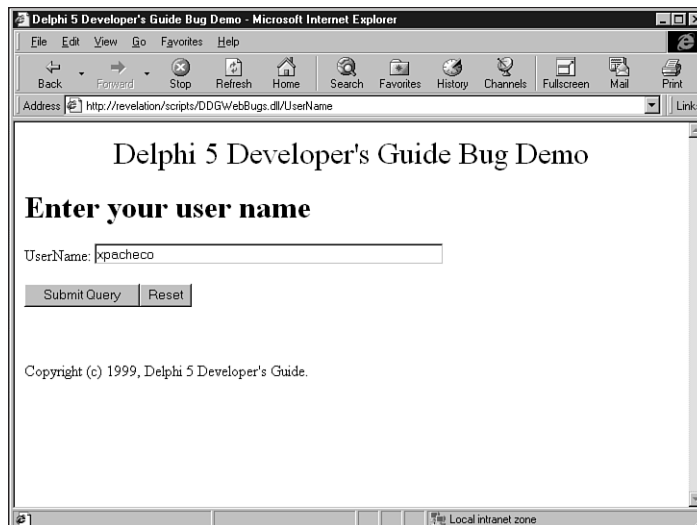 Delphi 5 Developer's Guide Bug Demo - Microsoft Internet Explorer
File Edit View Go Favorites Help
Back Forward Stop Refresh Home Search Favorites History Channels Fullscreen Mail Print
Address http://revelation/scripts/DDGWebBugs.dll/UserName Link
Delphi 5 Developer's Guide Bug Demo
Enter your user name
UserName: xpacheco
Submit Query Reset
Copyright (c) 1999, Delphi 5 Developer's Guide.
Local intranet zone